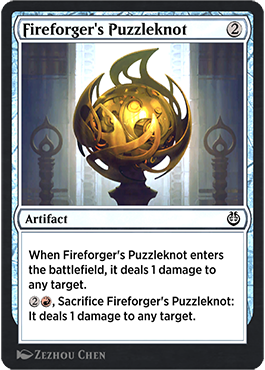 Fireforger's Puzzleknot 2
Artifact
When Fireforger's Puzzleknot enters
the battlefield, it deals 1 damage to
any target.
2, Sacrifice Fireforger's Puzzleknot:
It deals 1 damage to any target.
Zezhou Chen